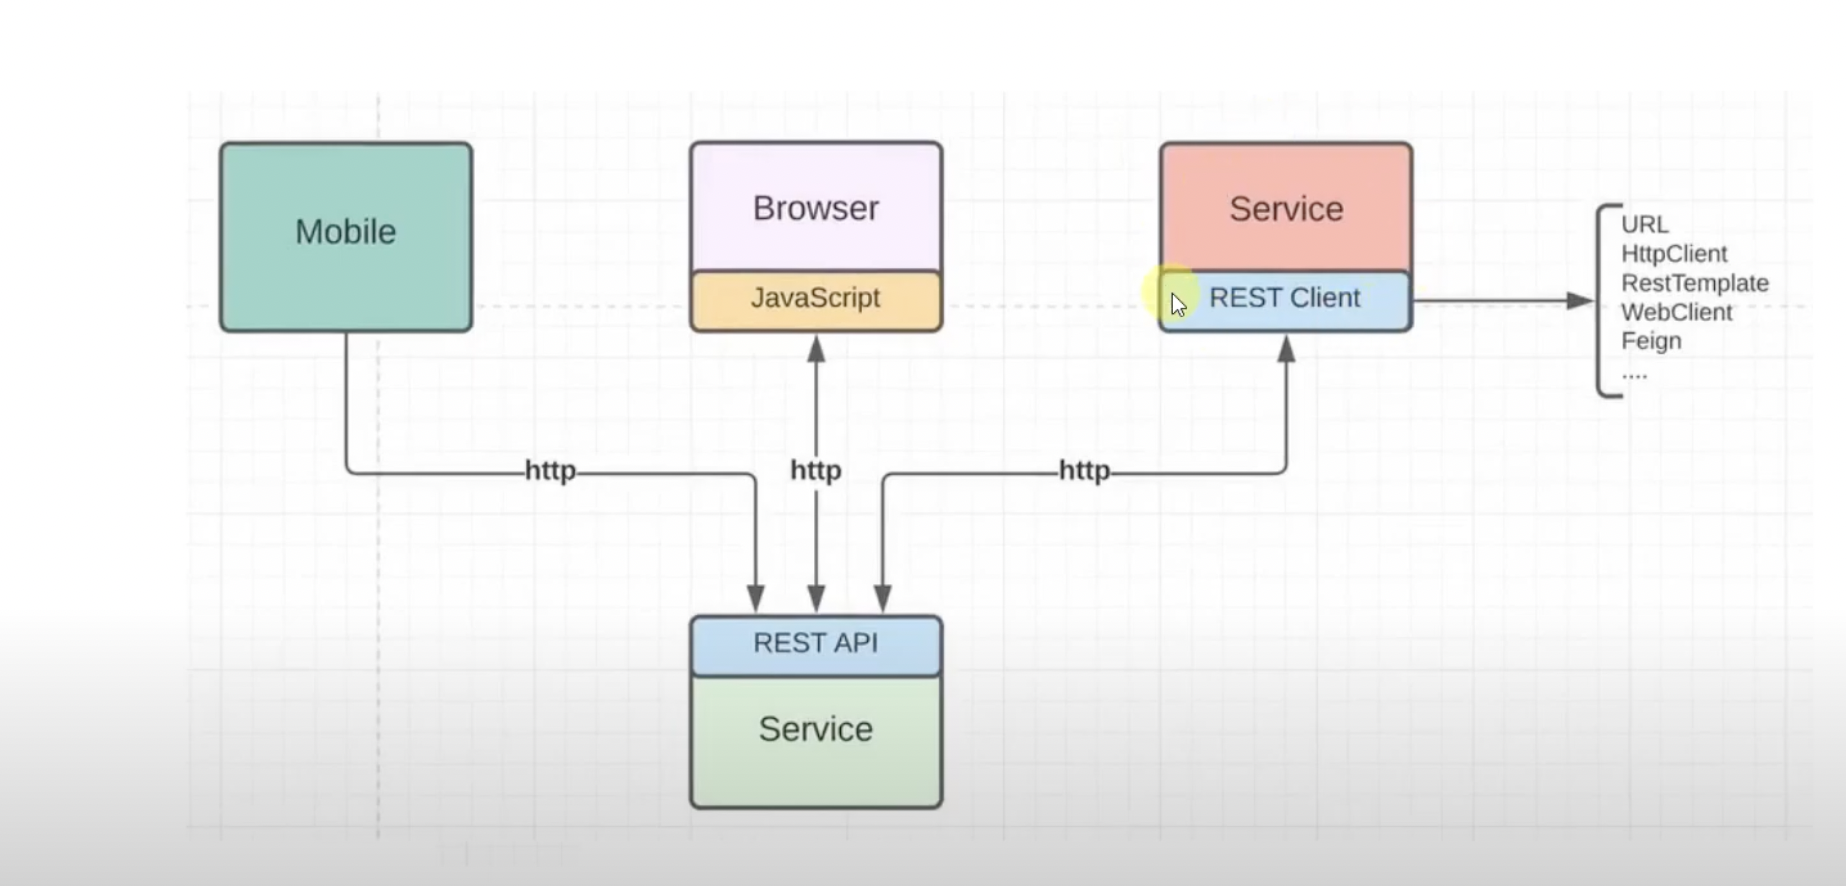 Mobile
Browser
JavaScript
Service
REST Client
URL
HttpClient
RestTemplate
WebClient
Feign
....
http
http
http
REST API
Service